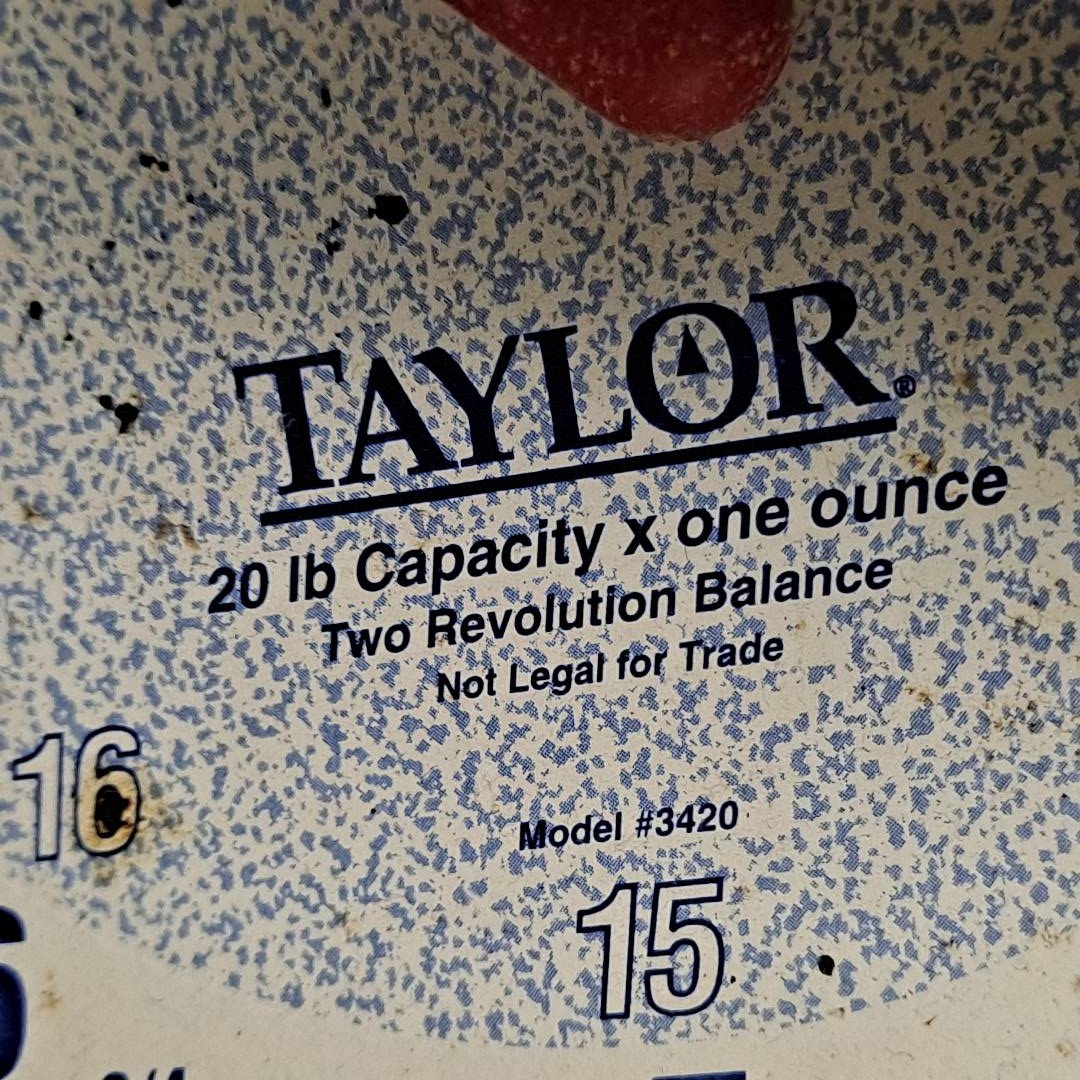 TAYLOR®
20 lb Capacity x one ounce
Two Revolution Balance
Not Legal for Trade
16
Model #3420
15